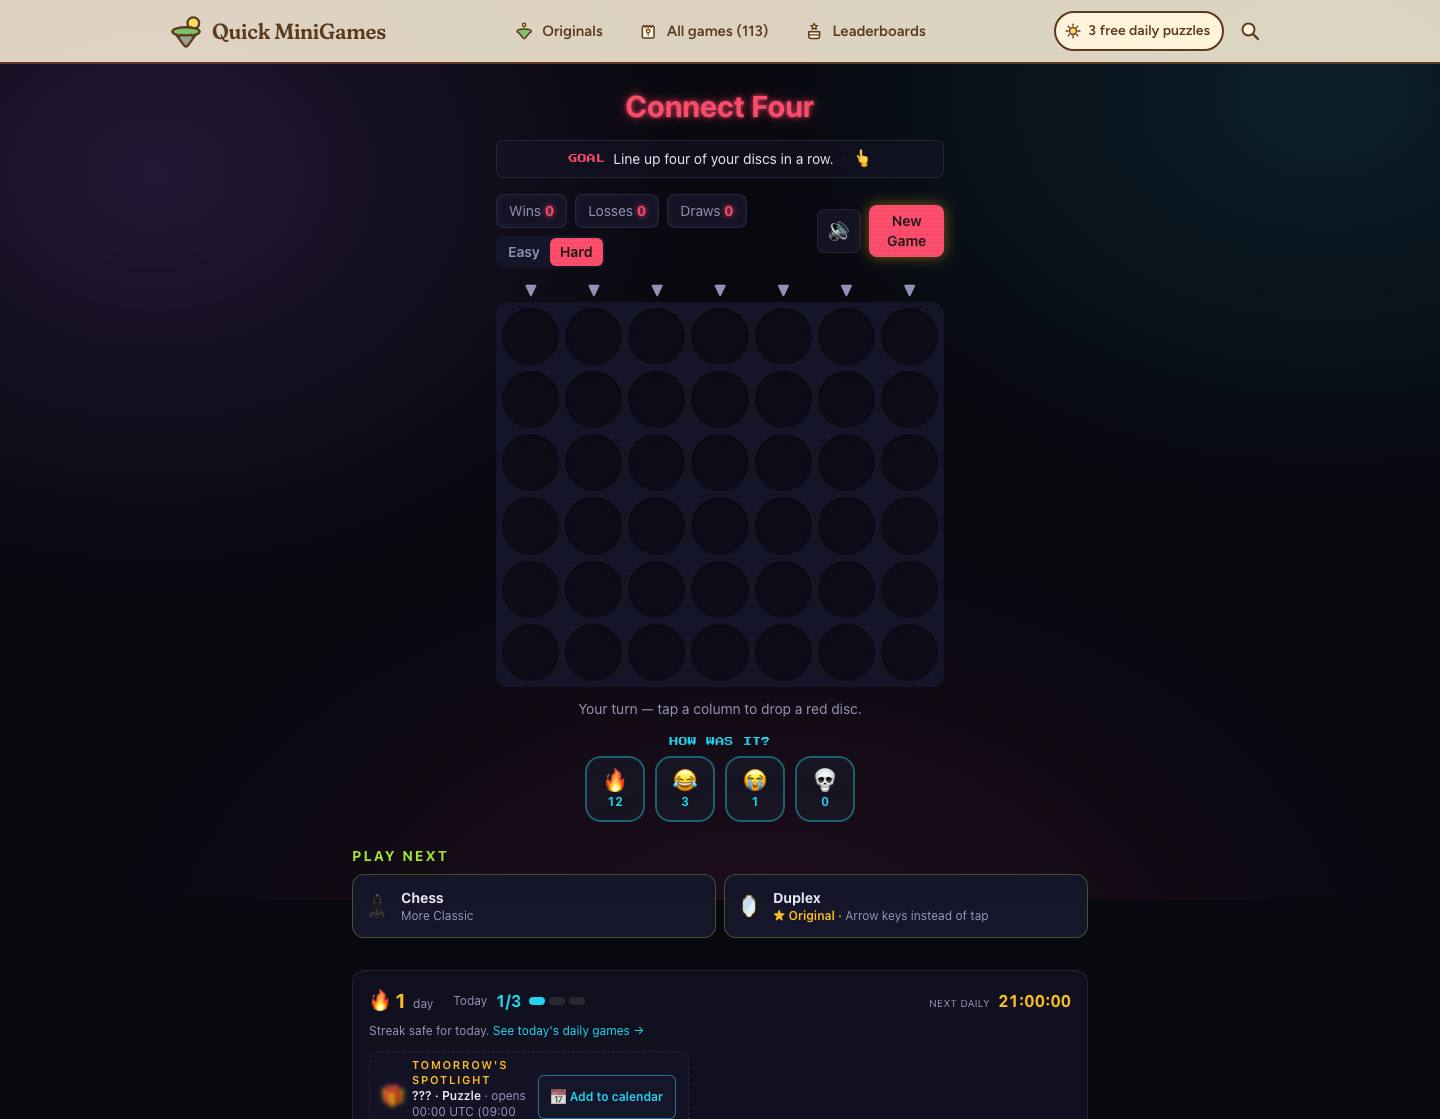 Quick MiniGames
Originals
All games (113)
Leaderboards
3 free daily puzzles
Connect Four
GOAL Line up four of your discs in a row.
Wins 0
Losses 0
Draws 0
Easy
Hard
New
Game
Your turn — tap a column to drop a red disc.
HOW WAS IT?
12
3
1
0
PLAY NEXT
Chess
More Classic
Duplex
Original · Arrow keys instead of tap
1 day
Today 1/3
NEXT DAILY 21:00:00
Streak safe for today. See today's daily games →
TOMORROW'S
SPOTLIGHT
??? · Puzzle · opens
00:00 UTC (09:00
Add to calendar